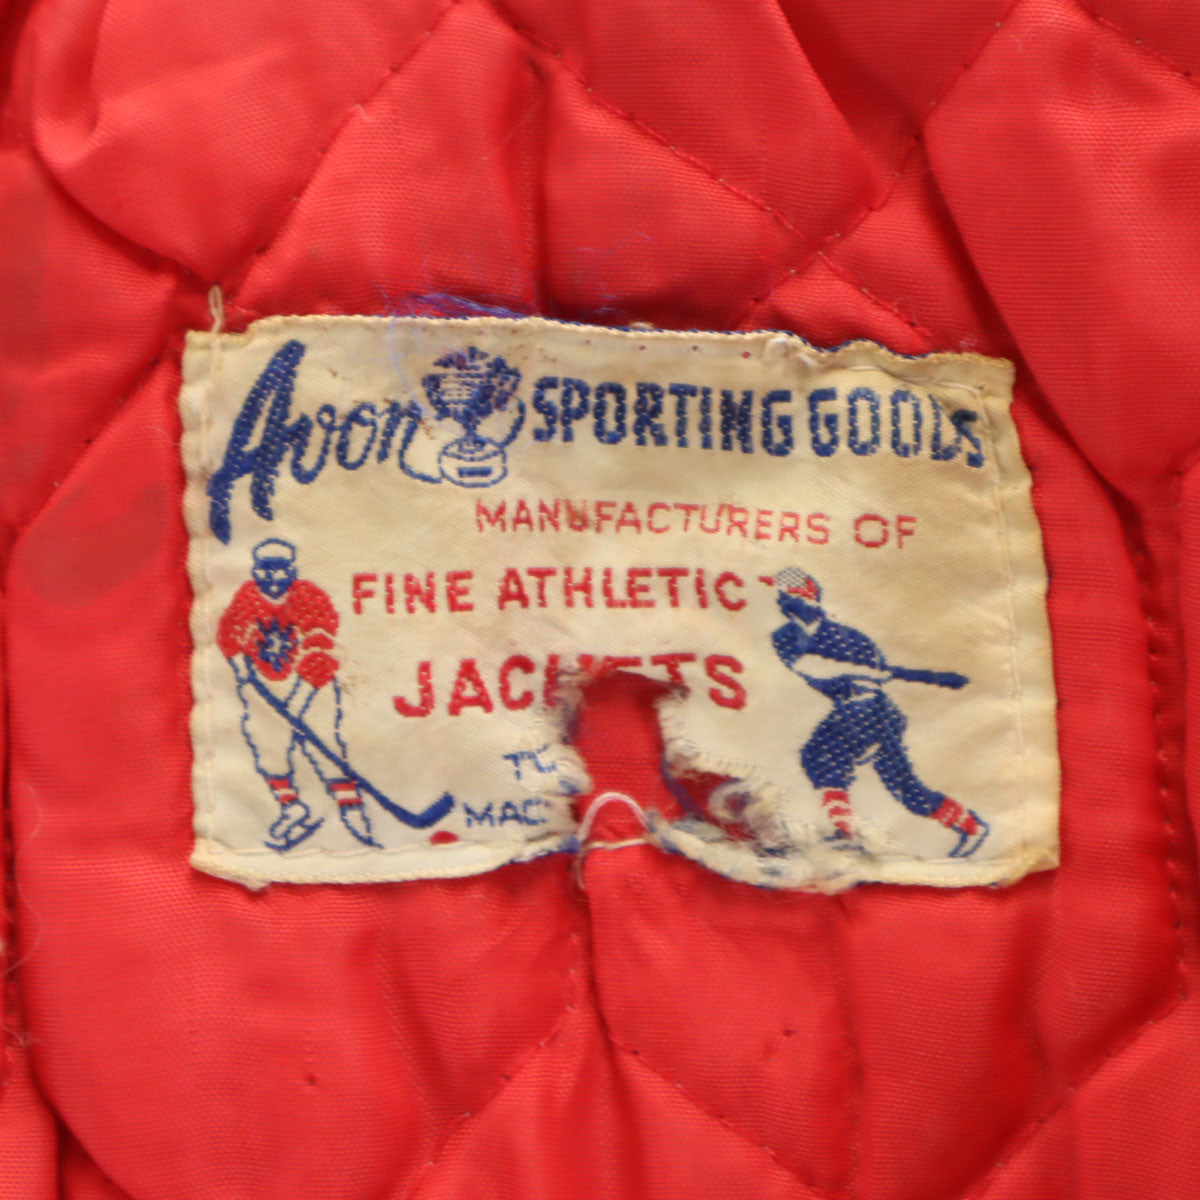 Avon SPORTING GOODS
MANUFACTURERS OF
FINE ATHLETIC
JACKETS